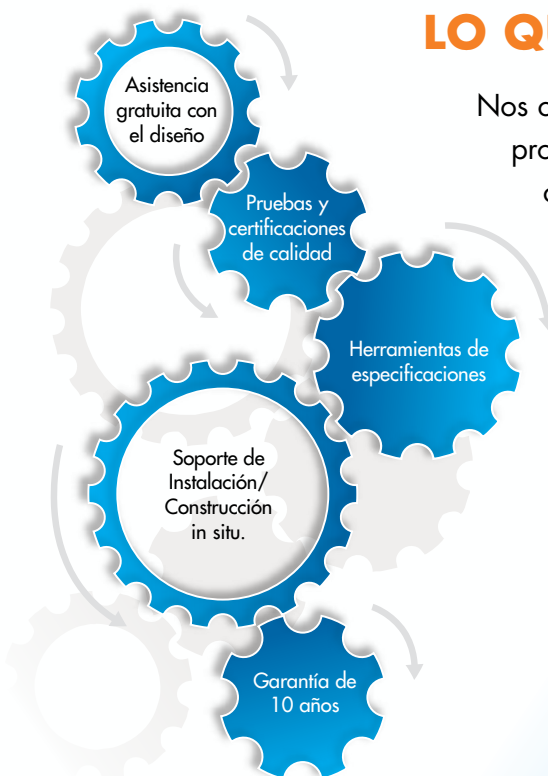 LO
Asistencia
gratuita con
el diseño
Nos
Pruebas y
certificaciones
de calidad
Herramientas de
especificaciones
Soporte de
Instalación/
Construcción
in situ.
Garantía de
10 años